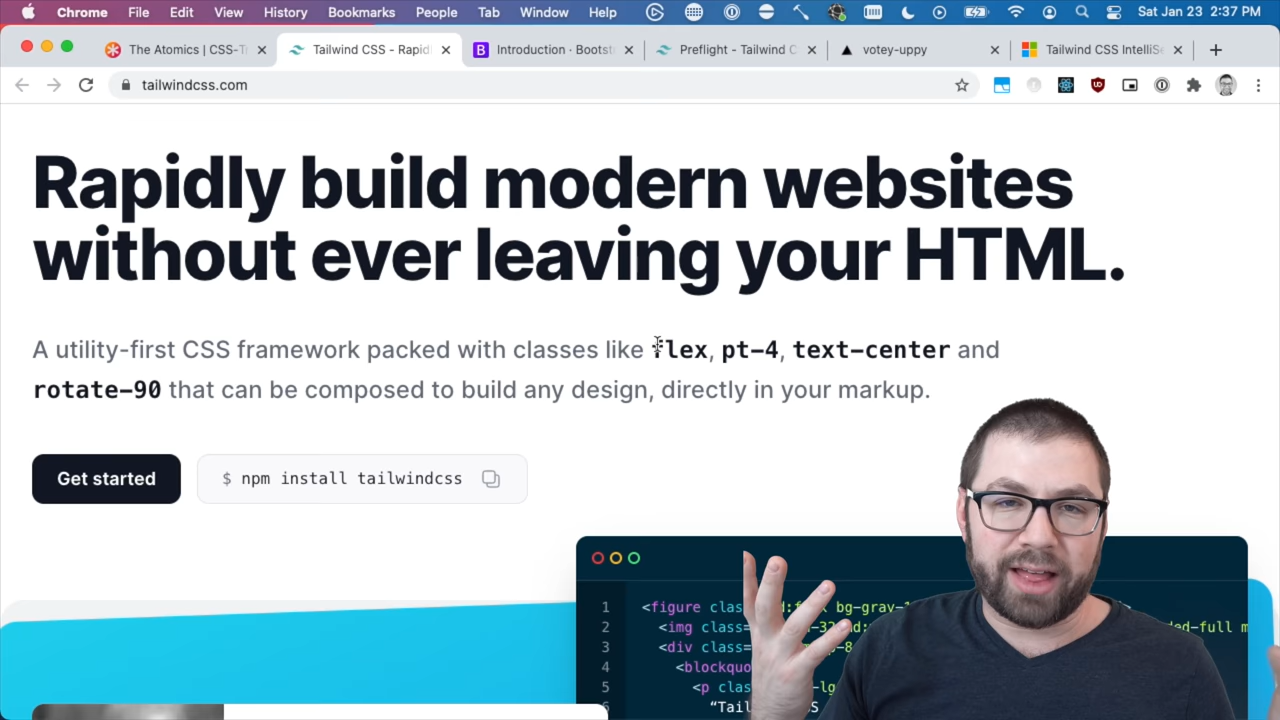 Chrome File Edit View History Bookmarks People Tab Window Help Sat Jan 23 2:37 PM
The Atomics | CSS-T
Tailwind CSS - Rapid
Introduction · Bootst
Preflight - Tailwind C
votey-uppy
Tailwind CSS IntelliSe
tailwindcss.com
Rapidly build modern websites
without ever leaving your HTML.
A utility-first CSS framework packed with classes like flex, pt-4, text-center and
rotate-90 that can be composed to build any design, directly in your markup.
Get started
$ npm install tailwindcss
1 <figure clas
2 <img class=
3 <div class=
4 <blockquo
5 <p clas
"Tail